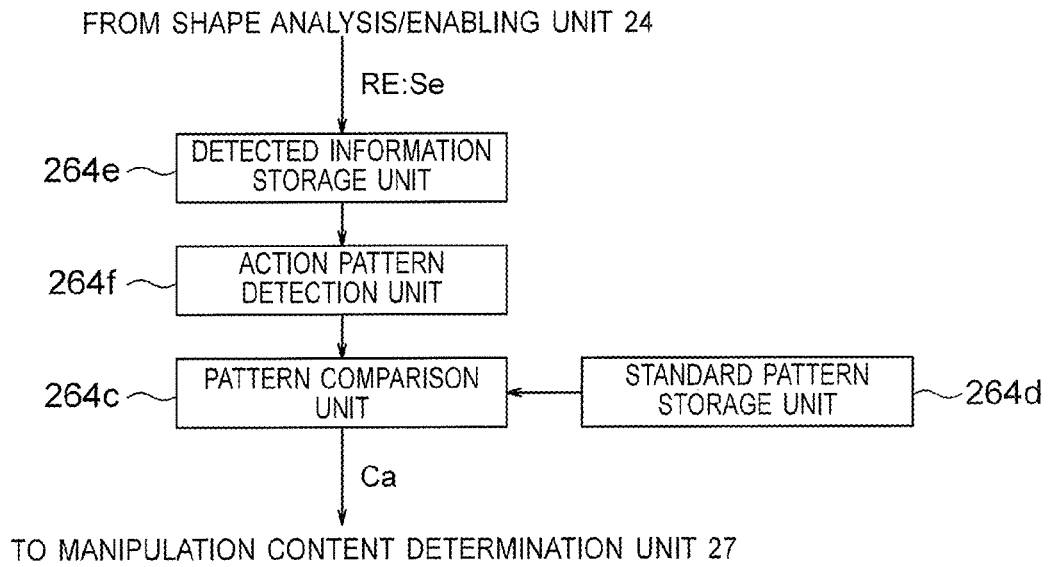 FROM SHAPE ANALYSIS/ENABLING UNIT 24
RE:Se
264e
DETECTED INFORMATION
STORAGE UNIT
264f
ACTION PATTERN
DETECTION UNIT
264c
PATTERN COMPARISON
UNIT
STANDARD PATTERN
STORAGE UNIT
264d
Ca
TO MANIPULATION CONTENT DETERMINATION UNIT 27